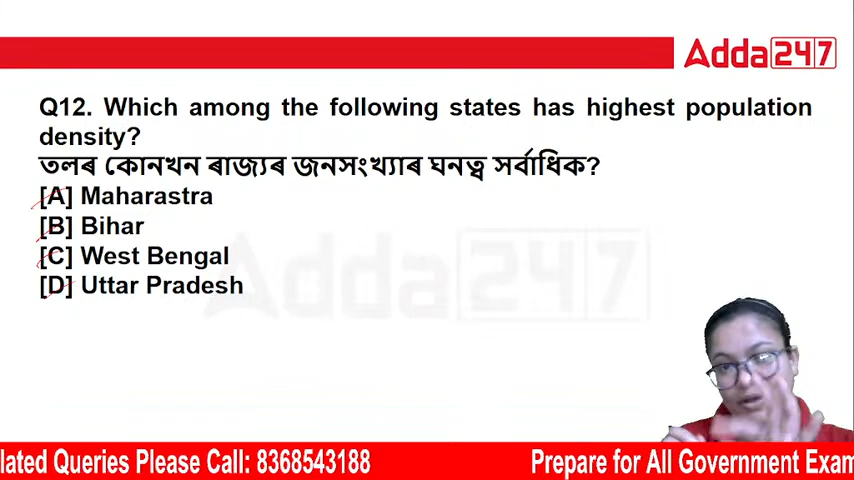 Adda247
Q12. Which among the following states has highest population
density?
তলৰ কোনখন ৰাজ্যৰ জনসংখ্যাৰ ঘনত্ব সৰ্বাধিক?
[A] Maharastra
[B] Bihar
[C] West Bengal
[D] Uttar Pradesh
Adda247
lated Queries Please Call: 8368543188 Prepare for All Government Exam